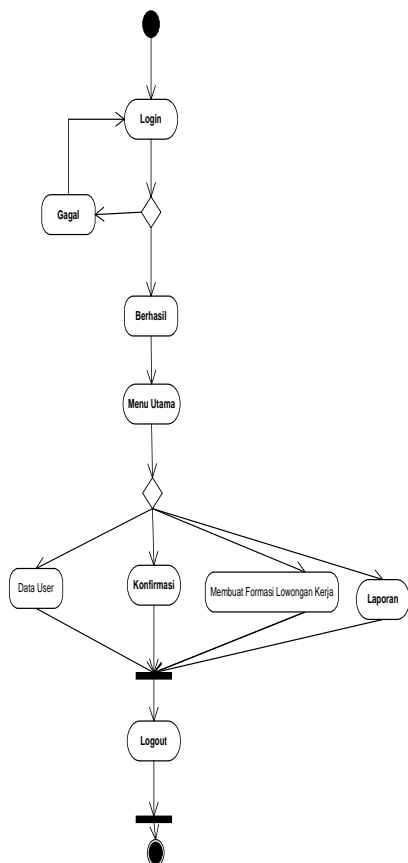 Login
Gagal
Berhasil
Menu Utama
Data User
Konfirmasi
Membuat Formasi Lowongan Kerja
Laporan
Logout